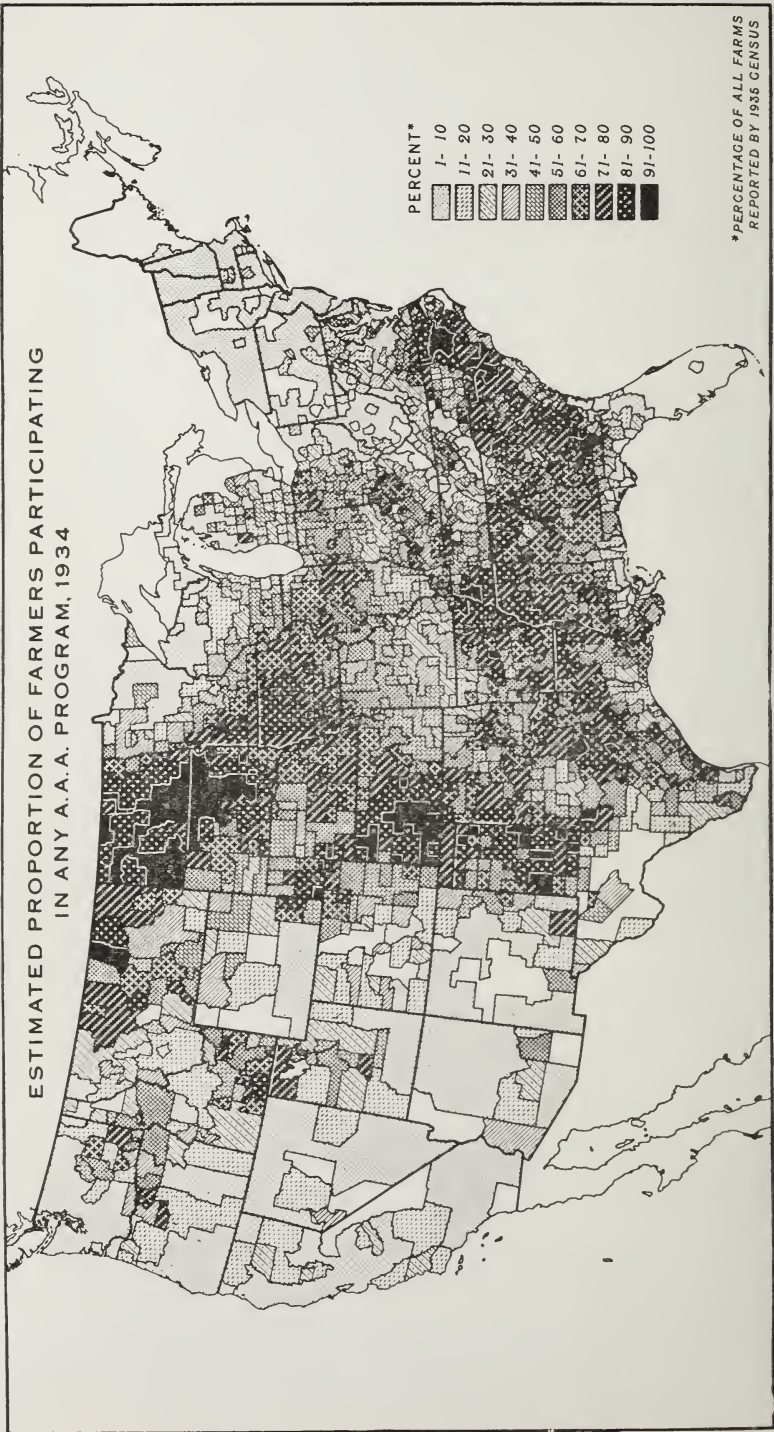 ESTIMATED PROPORTION OF FARMERS PARTICIPATING
IN ANY A.A.A. PROGRAM, 1934
PERCENT*
1- 10
11- 20
21- 30
31- 40
41- 50
51- 60
61- 70
71- 80
81- 90
91-100
*PERCENTAGE OF ALL FARMS
REPORTED BY 1935 CENSUS